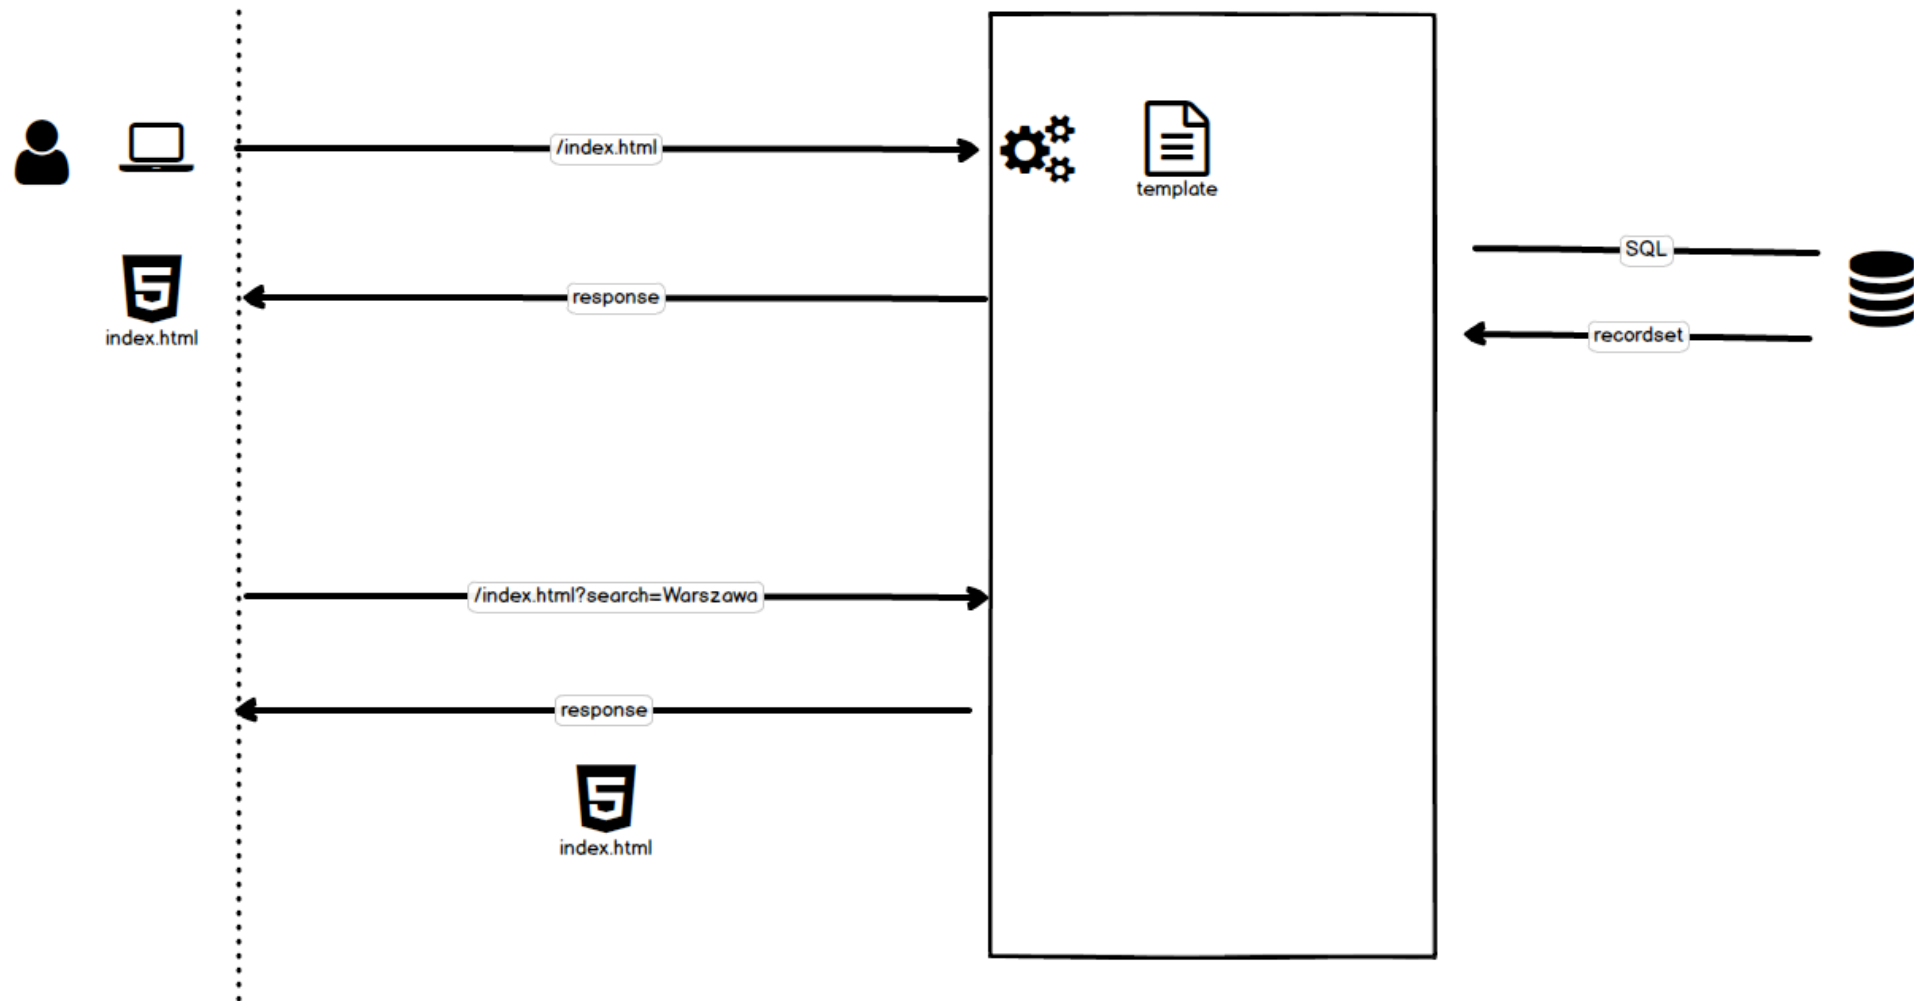 /index.html
template
SQL
response
index.html
recordset
/index.html?search=Warszawa
response
index.html